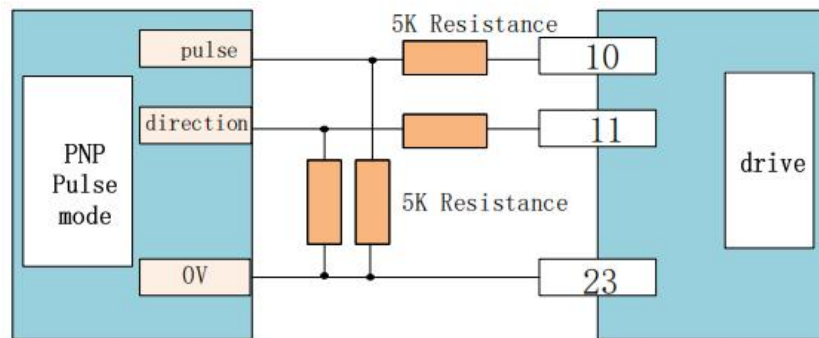 5K Resistance
pulse
10
direction
11
PNP
Pulse
mode
drive
5K Resistance
0V
23